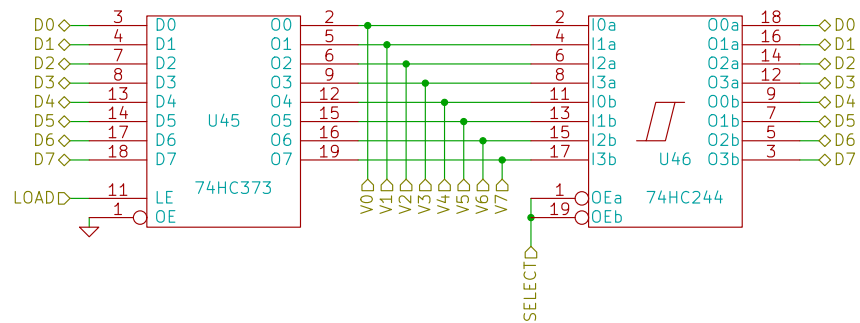 D0 3 D0 O0 2 2 I0a O0a 18 D0
D1 4 D1 O1 5 4 I1a O1a 16 D1
D2 7 D2 O2 6 6 I2a O2a 14 D2
D3 8 D3 O3 9 8 I3a O3a 12 D3
D4 13 D4 O4 12 11 I0b O0b 9 D4
D5 14 D5 U45 O5 15 13 I1b O1b 7 D5
D6 17 D6 O6 16 15 I2b O2b 5 D6
D7 18 D7 O7 19 17 I3b U46 O3b 3 D7
74HC373
LOAD 11 LE V0 V1 V2 V3 V4 V5 V6 V7 1 OEa 74HC244
1 OE 19 OEb
SELECT